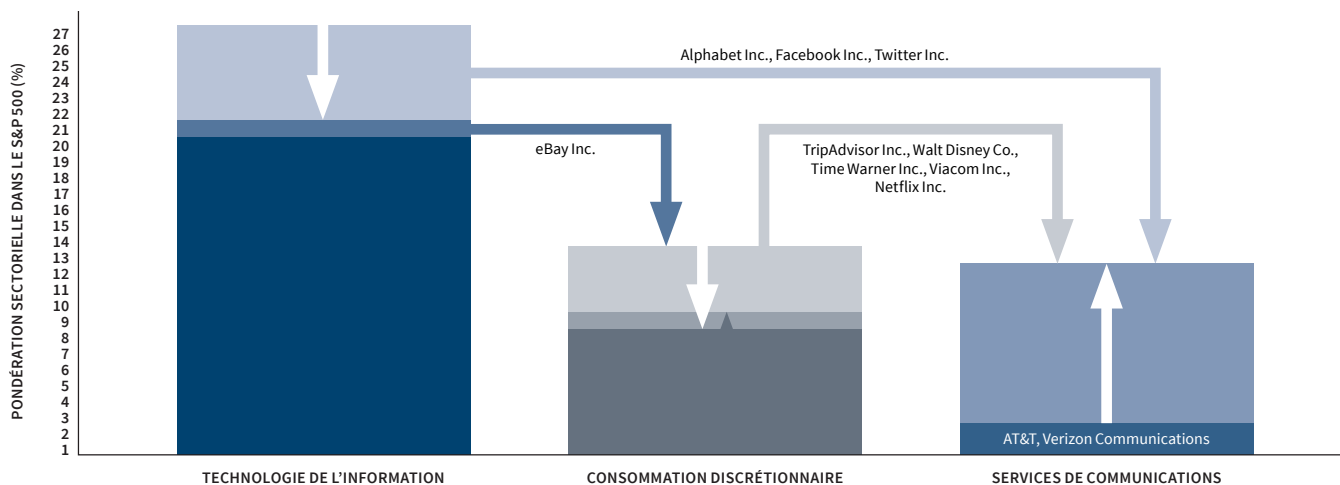 PONDÉRATION SECTORIELLE DANS LE S&P 500 (%)
27
26
25
24
23
22
21
20
19
18
17
16
15
14
13
12
11
10
9
8
7
6
5
4
3
2
1
Alphabet Inc., Facebook Inc., Twitter Inc.
eBay Inc.
TripAdvisor Inc., Walt Disney Co.,
Time Warner Inc., Viacom Inc.,
Netflix Inc.
AT&T, Verizon Communications
TECHNOLOGIE DE L’INFORMATION
CONSOMMATION DISCRÉTIONNAIRE
SERVICES DE COMMUNICATIONS